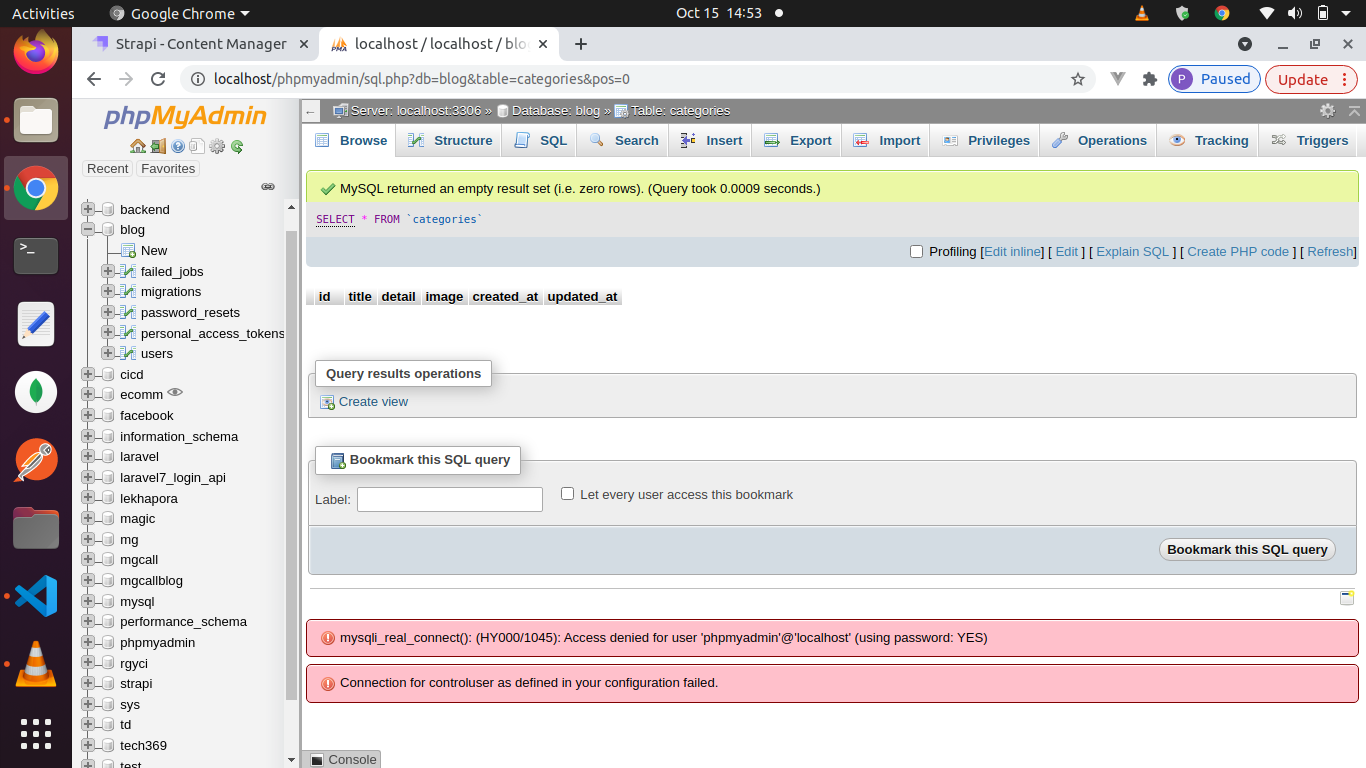 Activities
Google Chrome
Oct 15 14:53
Strapi - Content Manager
localhost / localhost / blo
localhost/phpmyadmin/sql.php?db=blog&table=categories&pos=0
P Paused
Update
phpMyAdmin
Recent
Favorites
backend
blog
New
failed_jobs
migrations
password_resets
personal_access_tokens
users
cicd
ecomm
facebook
information_schema
laravel
laravel7_login_api
lekhapora
magic
mg
mgcall
mgcallblog
mysql
performance_schema
phpmyadmin
rgyci
strapi
sys
td
tech369
test
Server: localhost:3306 » Database: blog » Table: categories
Browse Structure SQL Search Insert Export Import Privileges Operations Tracking Triggers
MySQL returned an empty result set (i.e. zero rows). (Query took 0.0009 seconds.)
SELECT * FROM `categories`
Profiling [Edit inline] [ Edit ] [ Explain SQL ] [ Create PHP code ] [ Refresh]
id title detail image created_at updated_at
Query results operations
Create view
Bookmark this SQL query
Label:
Let every user access this bookmark
Bookmark this SQL query
mysqli_real_connect(): (HY000/1045): Access denied for user 'phpmyadmin'@'localhost' (using password: YES)
Connection for controluser as defined in your configuration failed.
Console